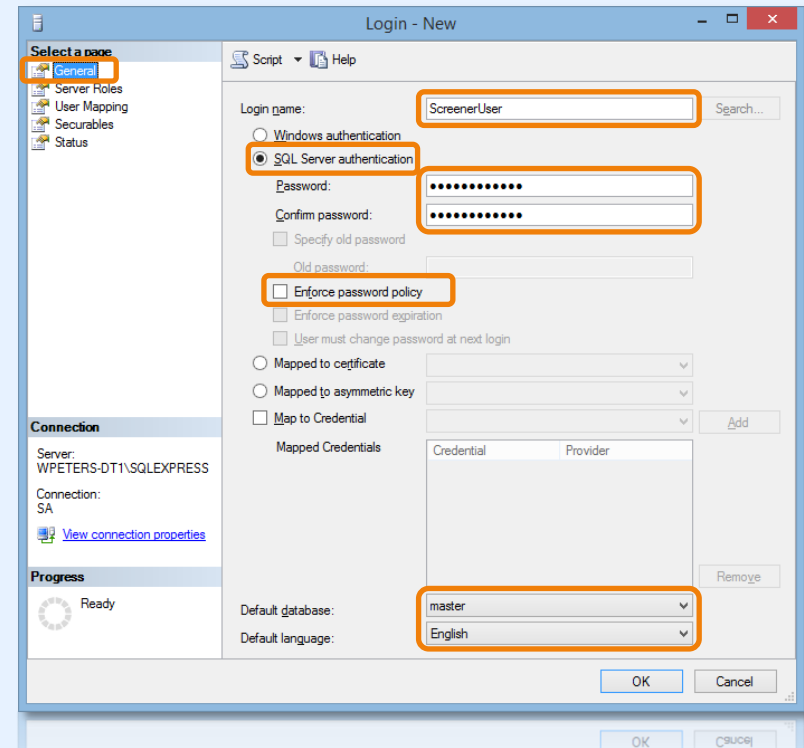 Login - New
Select a page
General
Server Roles
User Mapping
Securables
Status
Script Help
Login name: ScreenerUser Search...
Windows authentication
SQL Server authentication
Password: ●●●●●●●●●●●●
Confirm password: ●●●●●●●●●●●●
Specify old password
Old password:
Enforce password policy
Enforce password expiration
User must change password at next login
Mapped to certificate
Mapped to asymmetric key
Map to Credential Add
Mapped Credentials Credential Provider
Remove
Default database: master
Default language: English
Connection
Server:
WPETERS-DT1\SQLEXPRESS
Connection:
SA
View connection properties
Progress
Ready
OK Cancel
OK Cancel